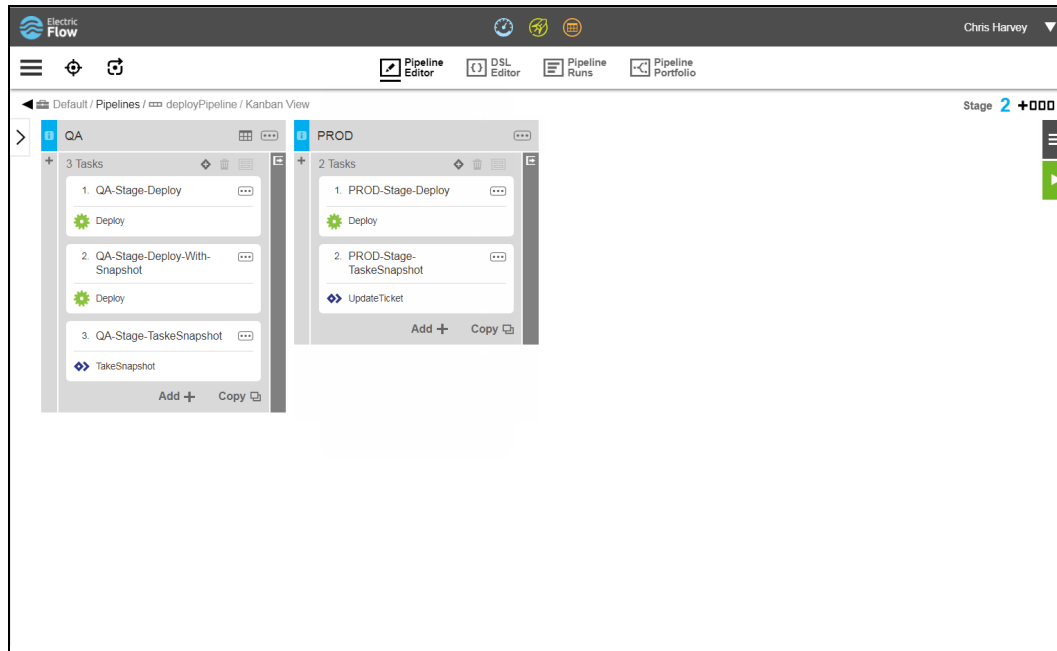 Electric
Flow
Chris Harvey
Pipeline
Editor
DSL
Editor
Pipeline
Runs
Pipeline
Portfolio
Default / Pipelines / deployPipeline / Kanban View
Stage 2
QA
3 Tasks
1. QA-Stage-Deploy
Deploy
2. QA-Stage-Deploy-With-
Snapshot
Deploy
3. QA-Stage-TaskeSnapshot
TakeSnapshot
Add Copy
PROD
2 Tasks
1. PROD-Stage-Deploy
Deploy
2. PROD-Stage-
TaskeSnapshot
UpdateTicket
Add Copy